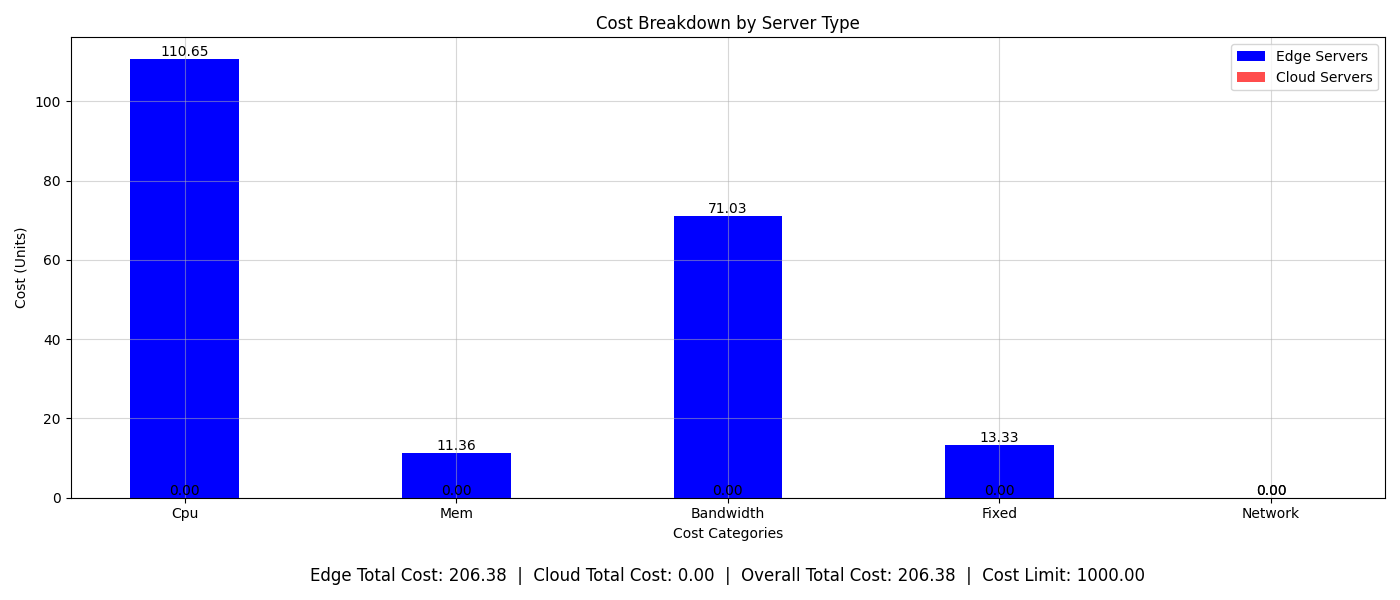 Cost Breakdown by Server Type
110.65
Edge Servers
Cloud Servers
100
80
71.03
60
Cost (Units)
40
20
11.36
13.33
0
0.00
0.00
0.00
0.00
0.00
Cpu
Mem
Bandwidth
Fixed
Network
Cost Categories
Edge Total Cost: 206.38 | Cloud Total Cost: 0.00 | Overall Total Cost: 206.38 | Cost Limit: 1000.00